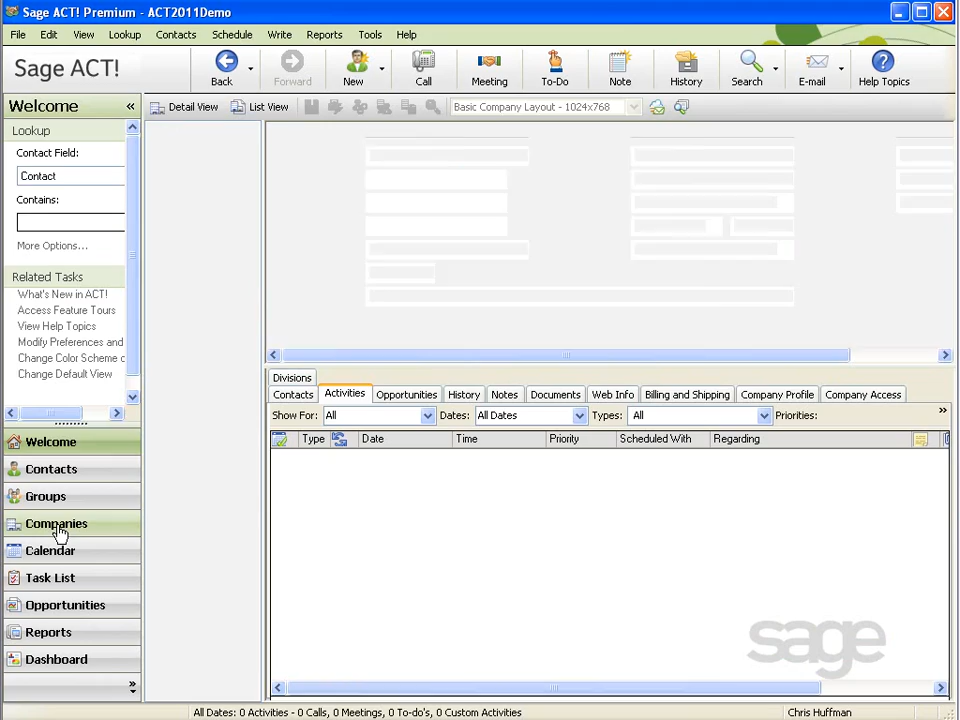 Sage ACT! Premium - ACT2011Demo
File Edit View Lookup Contacts Schedule Write Reports Tools Help
Sage ACT!
Back Forward New Call Meeting To-Do Note History Search E-mail Help Topics
Welcome «
Detail View List View Basic Company Layout - 1024x768
Lookup
Contact Field:
Contact
Contains:
More Options...
Related Tasks
What's New in ACT!
Access Feature Tours
View Help Topics
Modify Preferences and
Change Color Scheme
Change Default View
Welcome
Contacts
Groups
Companies
Calendar
Task List
Opportunities
Reports
Dashboard
»
Divisions
Contacts Activities Opportunities History Notes Documents Web Info Billing and Shipping Company Profile Company Access
Show For: All Dates: All Dates Types: All Priorities: »
Type Date Time Priority Scheduled With Regarding
sage
All Dates: 0 Activities - 0 Calls, 0 Meetings, 0 To-do's, 0 Custom Activities
Chris Huffman